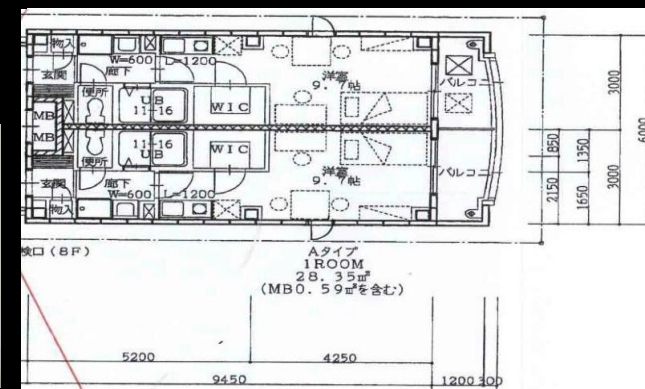 物入
玄関
W=600 L=1200
廊下
便所
UB
11-16
WIC
洋室
9.7帖
バルコニ
MB
MB
便所
11-16
UB
WIC
洋室
9.7帖
バルコニ
玄関
廊下
W=600 L=1200
物入
3000
6000
850
1350
2150
1650
3000
検口(8F)
Aタイプ
1ROOM
28.35㎡
(MB0.59㎡を含む)
5200
4250
9450
1200
300